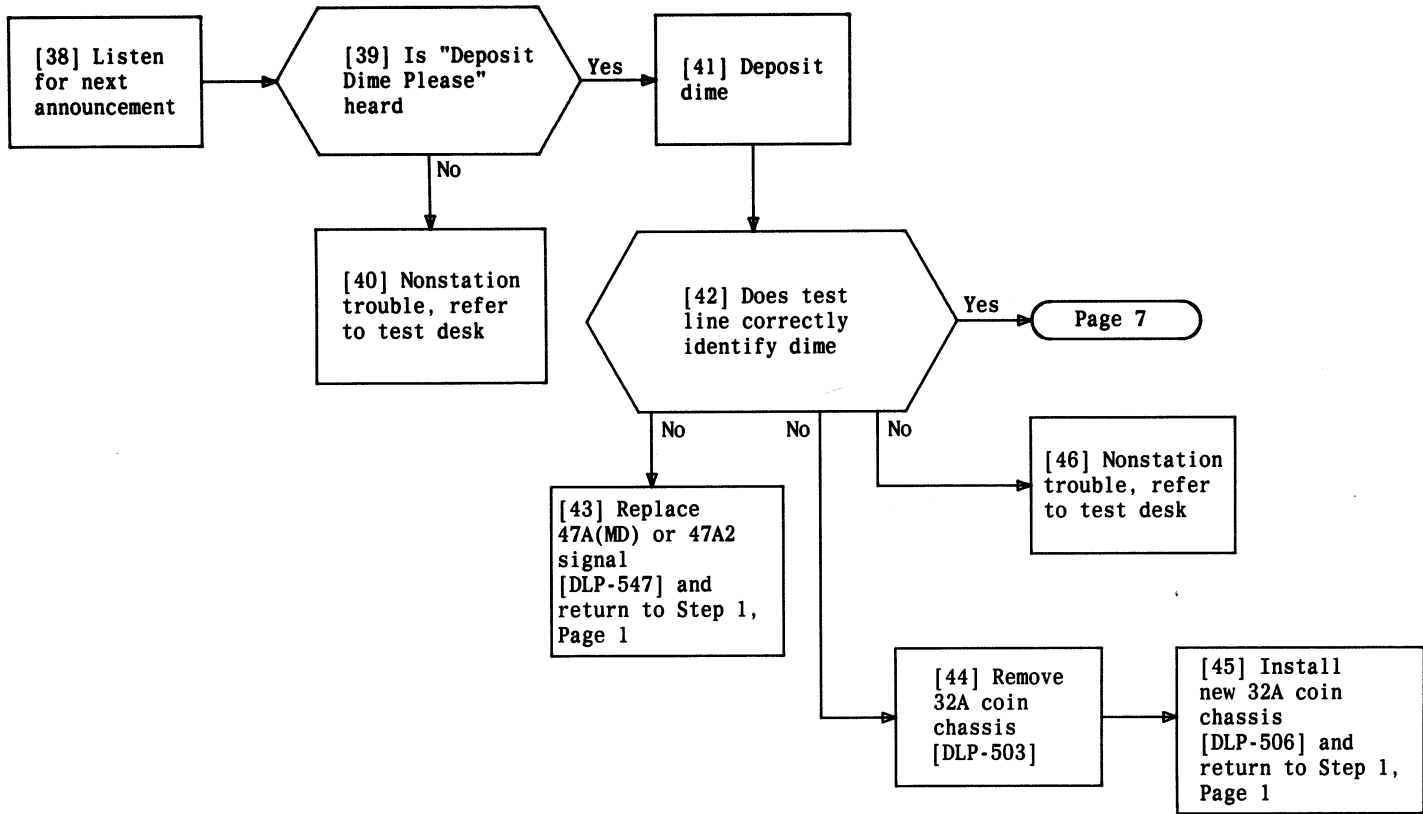 [38] Listen
for next
announcement
[39] Is "Deposit
Dime Please"
heard
Yes
[41] Deposit
dime
No
[40] Nonstation
trouble, refer
to test desk
[42] Does test
line correctly
identify dime
Yes
Page 7
No
No
No
[43] Replace
47A(MD) or 47A2
signal
[DLP-547] and
return to Step 1,
Page 1
[46] Nonstation
trouble, refer
to test desk
[44] Remove
32A coin
chassis
[DLP-503]
[45] Install
new 32A coin
chassis
[DLP-506] and
return to Step 1,
Page 1